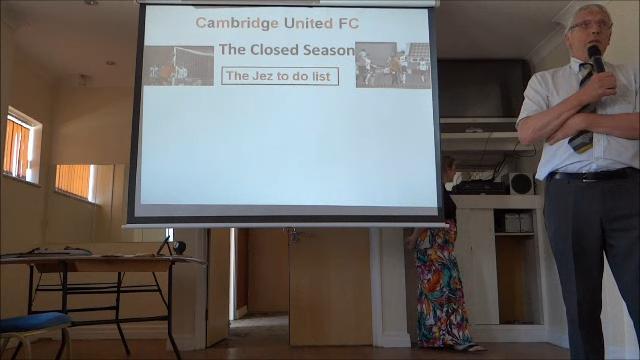 Cambridge United FC
The Closed Season
The Jez to do list